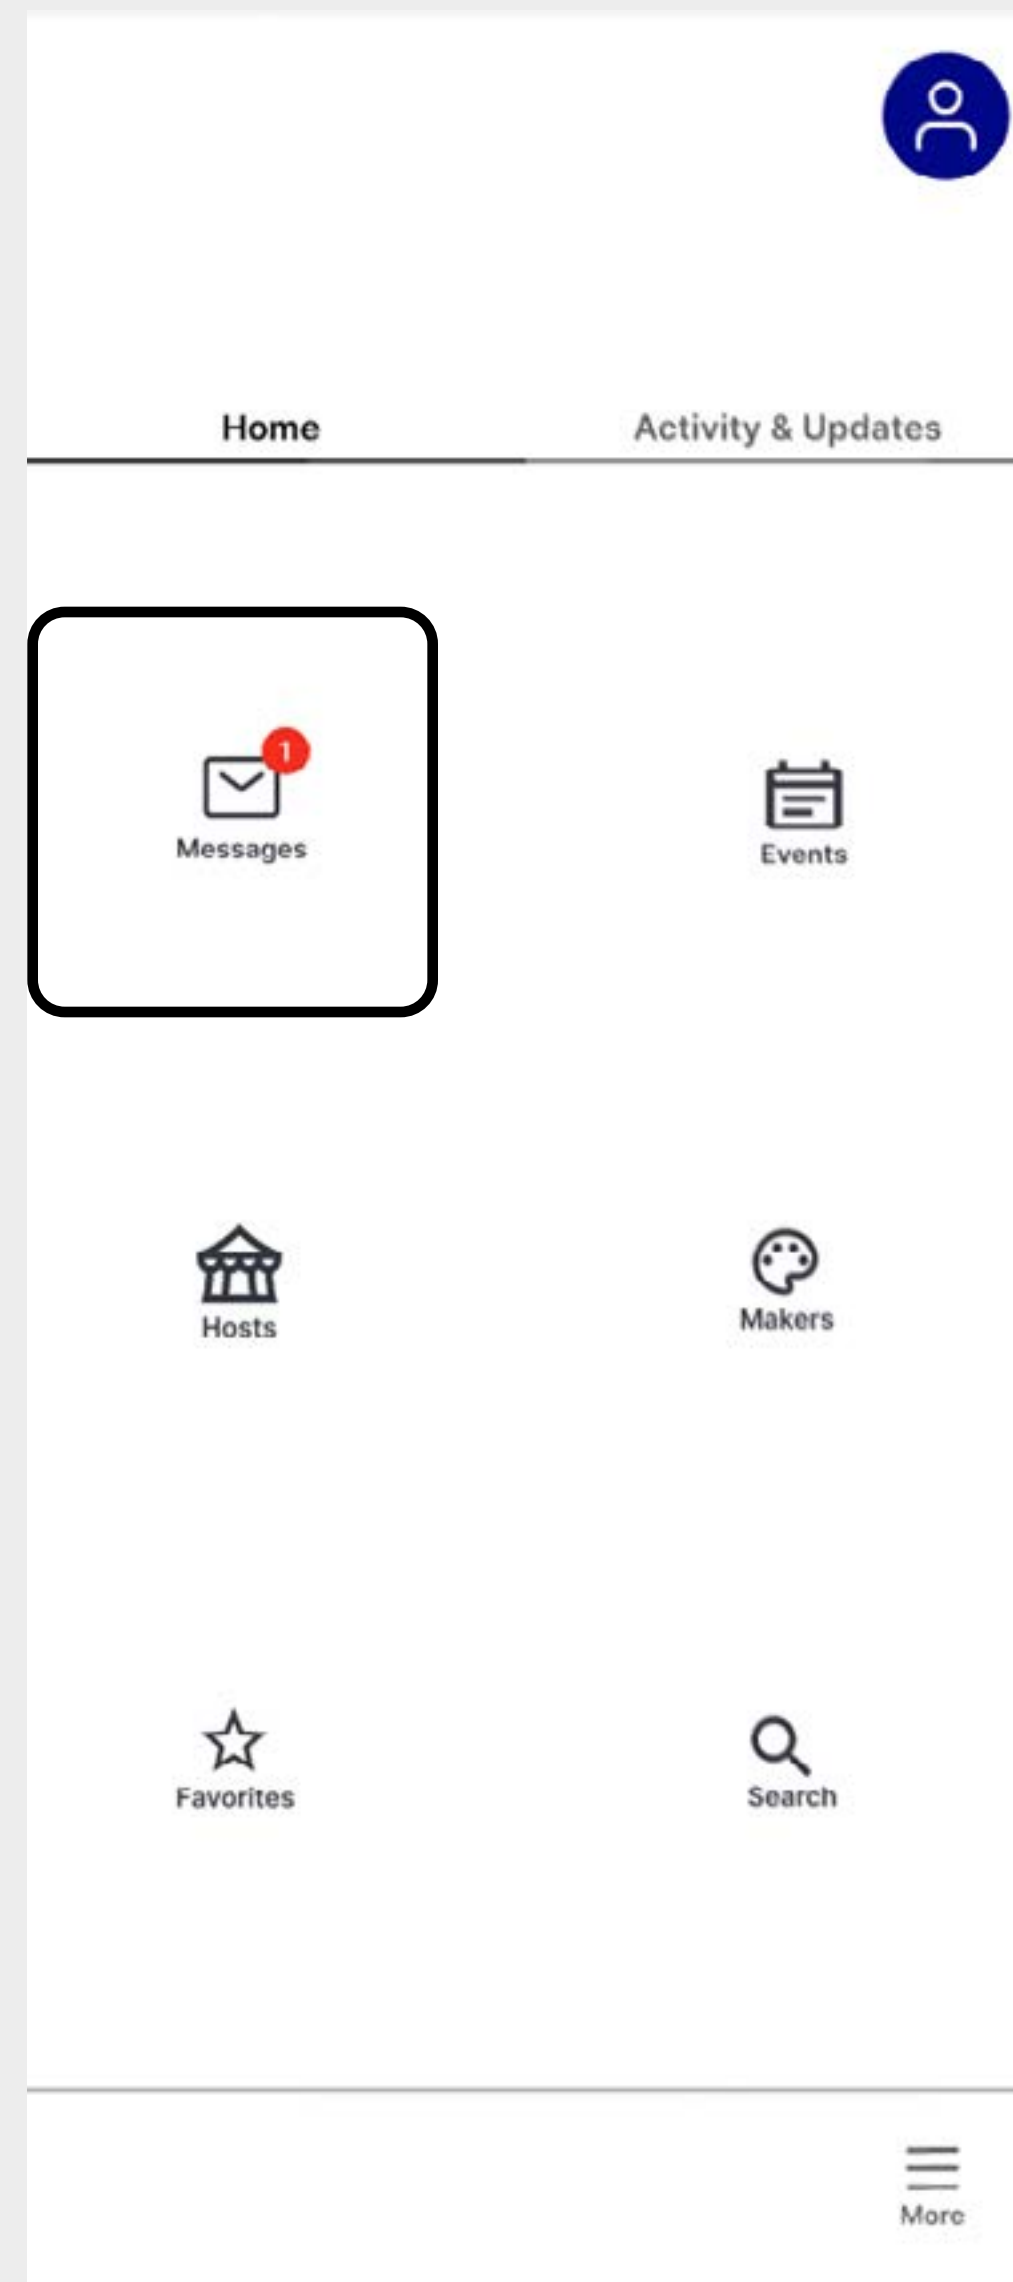 Home
Activity & Updates
1
Messages
Events
Hosts
Makers
Favorites
Search
More